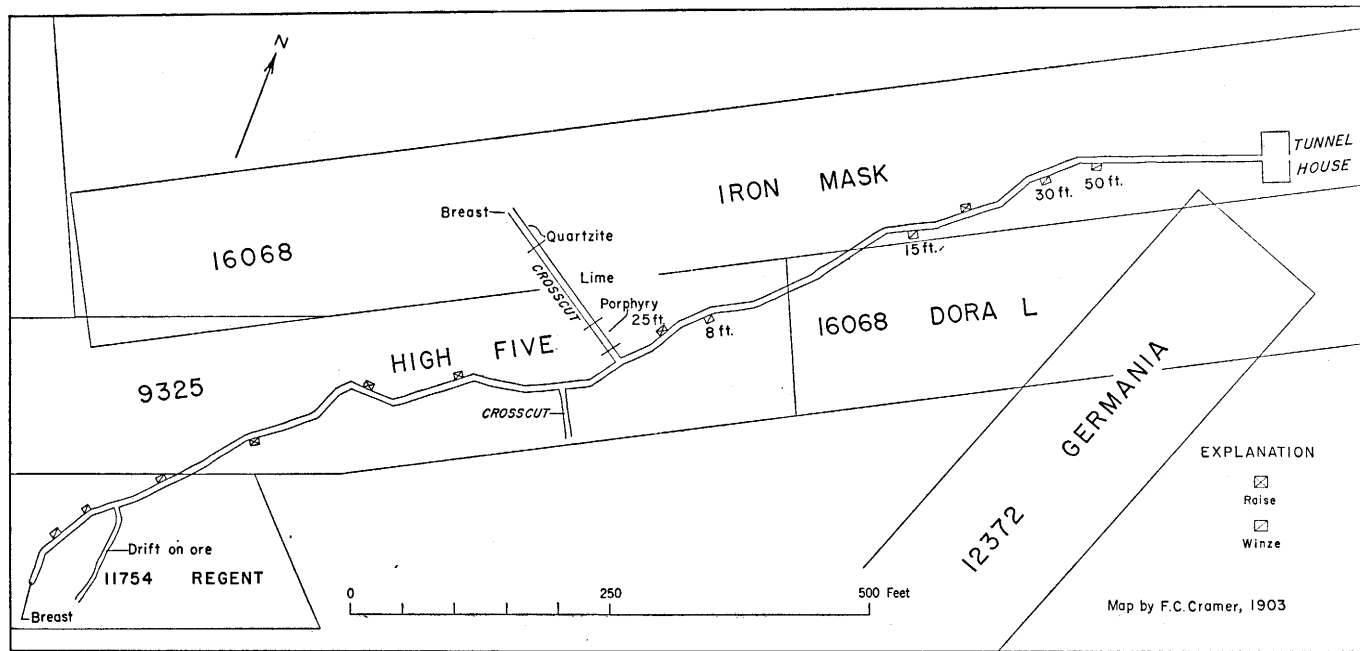 N
TUNNEL
HOUSE
IRON MASK
50 ft.
30 ft.
Breast
Quartzite
15 ft.
16068
Lime
CROSSCUT
Porphyry
25 ft.
8 ft.
16068 DORA L
HIGH FIVE
9325
CROSSCUT
12372 GERMANIA
EXPLANATION
Raise
Winze
Drift on ore
11754 REGENT
Breast
0 250 500 Feet
Map by F.C. Cramer, 1903